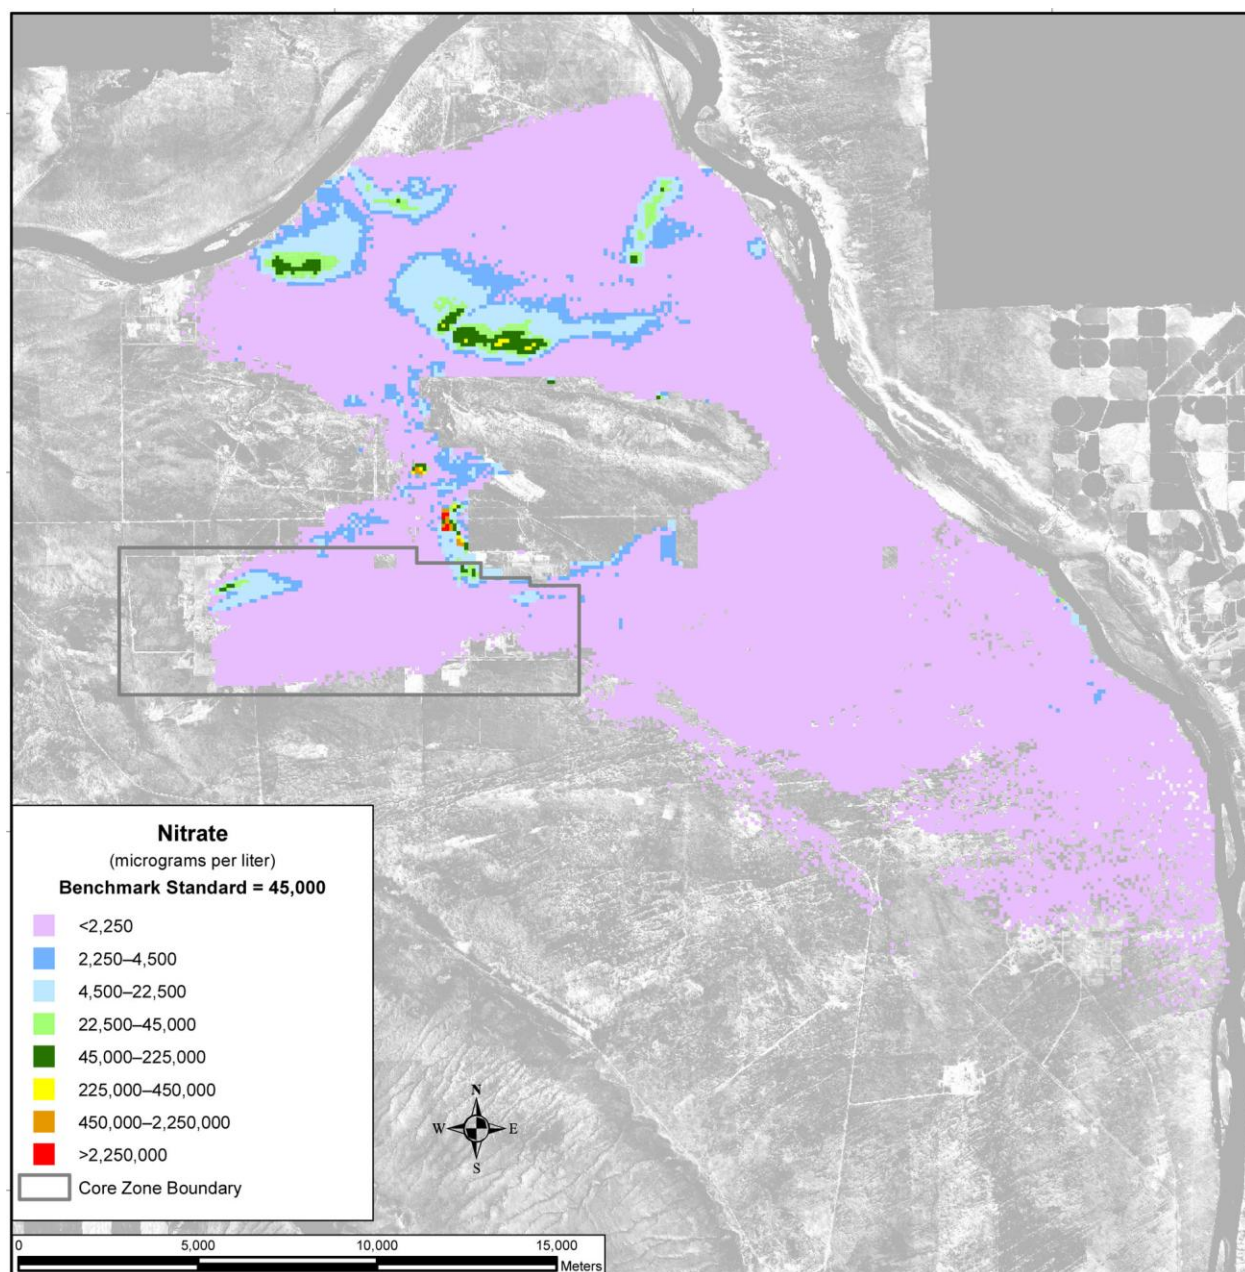 Nitrate
(micrograms per liter)
Benchmark Standard = 45,000
<2,250
2,250–4,500
4,500–22,500
22,500–45,000
45,000–225,000
225,000–450,000
450,000–2,250,000
>2,250,000
Core Zone Boundary
N
W E
S
0 5,000 10,000 15,000
Meters